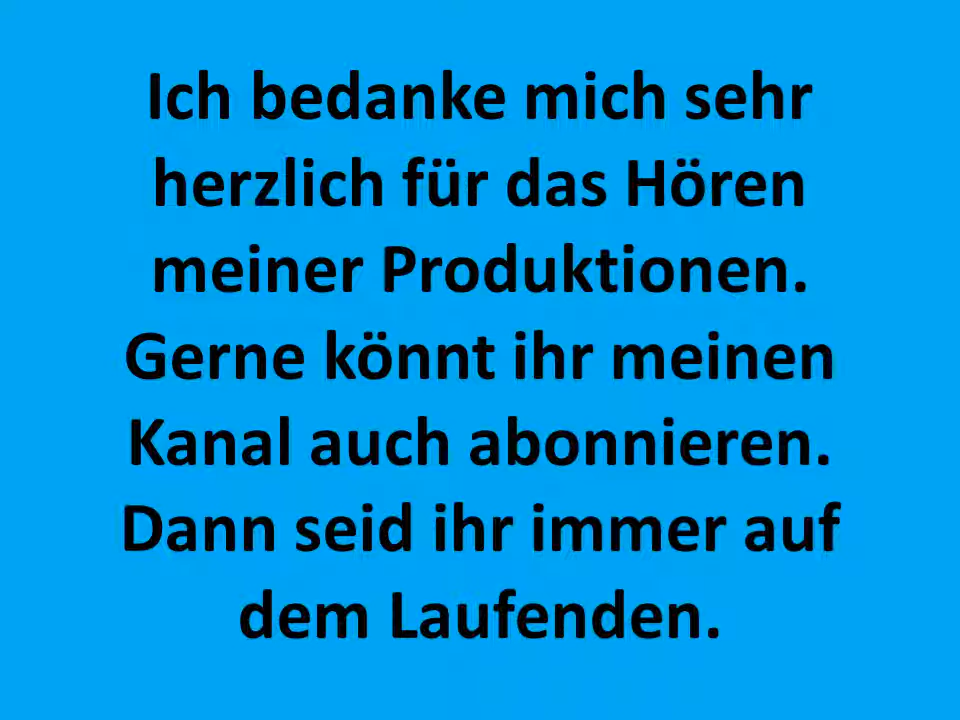 Ich bedanke mich sehr
herzlich für das Hören
meiner Produktionen.
Gerne könnt ihr meinen
Kanal auch abonnieren.
Dann seid ihr immer auf
dem Laufenden.